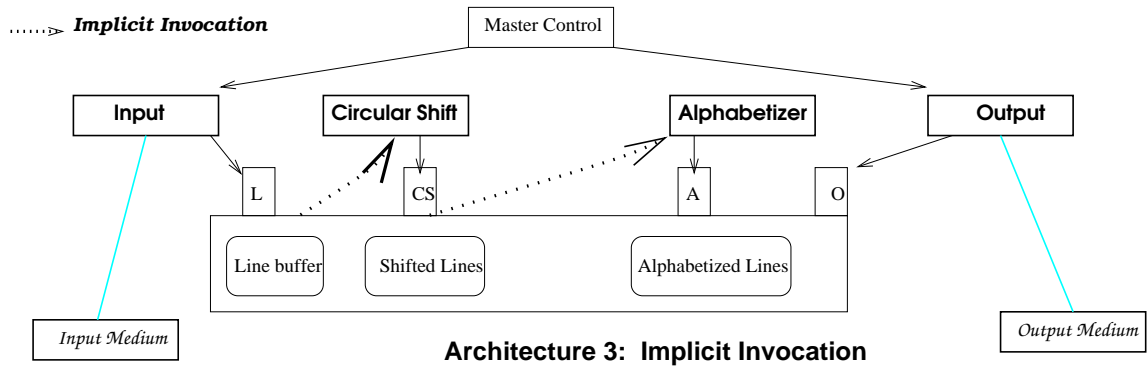 Implicit Invocation
Master Control
Input
Circular Shift
Alphabetizer
Output
L
CS
A
O
Line buffer
Shifted Lines
Alphabetized Lines
Input Medium
Output Medium
Architecture 3: Implicit Invocation